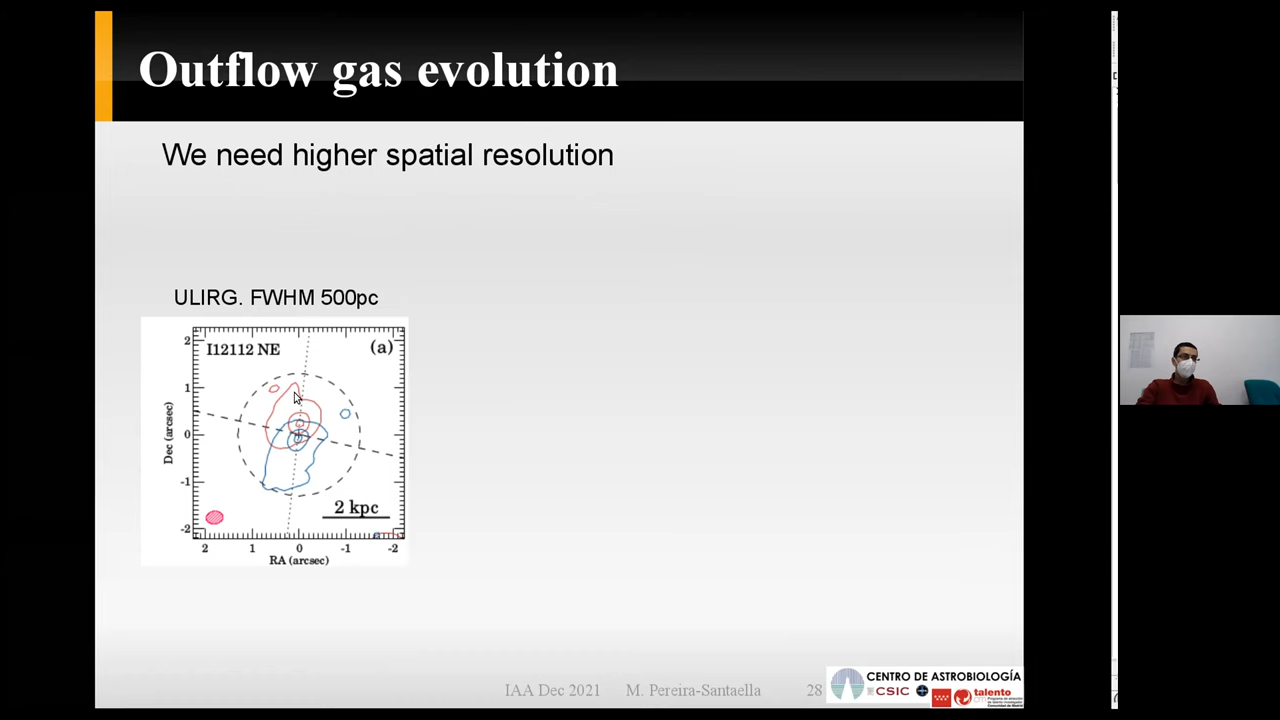 Outflow gas evolution
We need higher spatial resolution
ULIRG. FWHM 500pc
I12112 NE
(a)
2
1
0
-1
-2
Dec (arcsec)
2 kpc
2 1 0 -1 -2
RA (arcsec)
IAA Dec 2021 M. Pereira-Santaella 28
CENTRO DE ASTROBIOLOGÍA
CSIC
talento